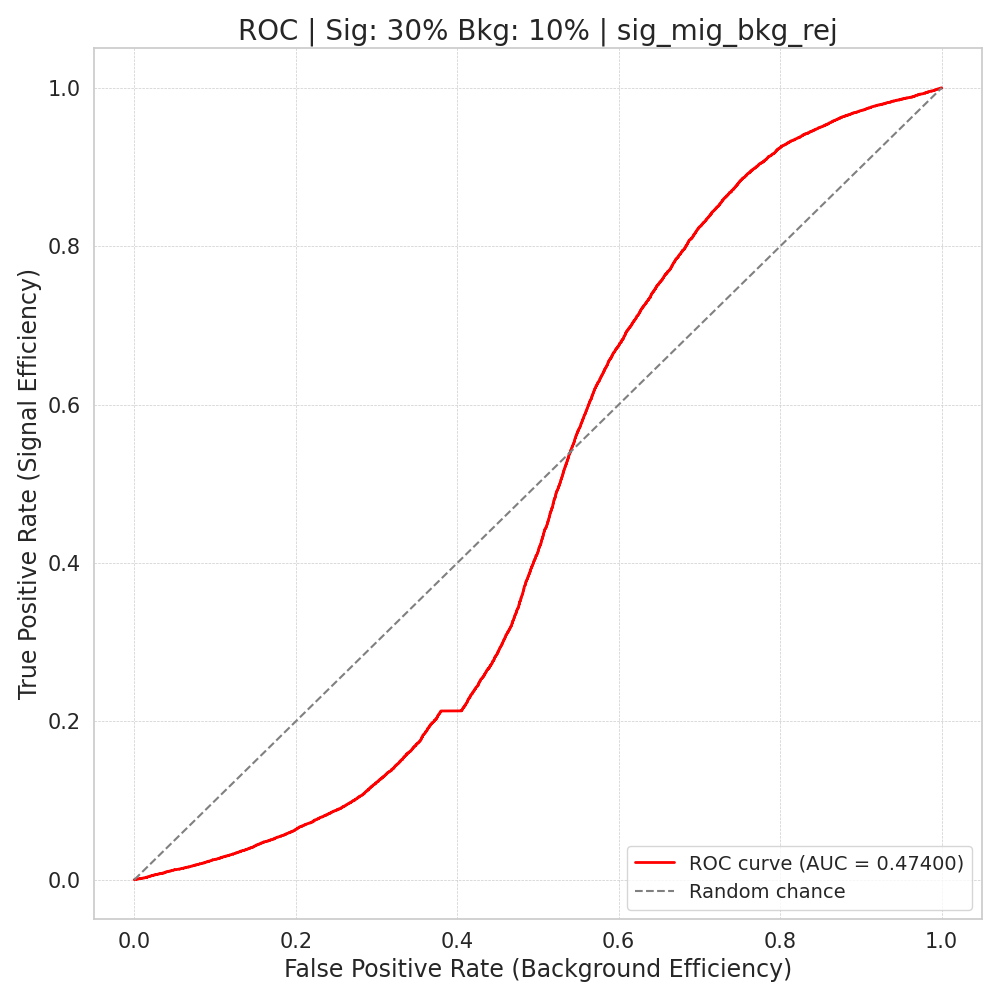 ROC | Sig: 30% Bkg: 10% | sig_mig_bkg_rej
True Positive Rate (Signal Efficiency)
1.0
0.8
0.6
0.4
0.2
0.0
ROC curve (AUC = 0.47400)
Random chance
0.0 0.2 0.4 0.6 0.8 1.0
False Positive Rate (Background Efficiency)